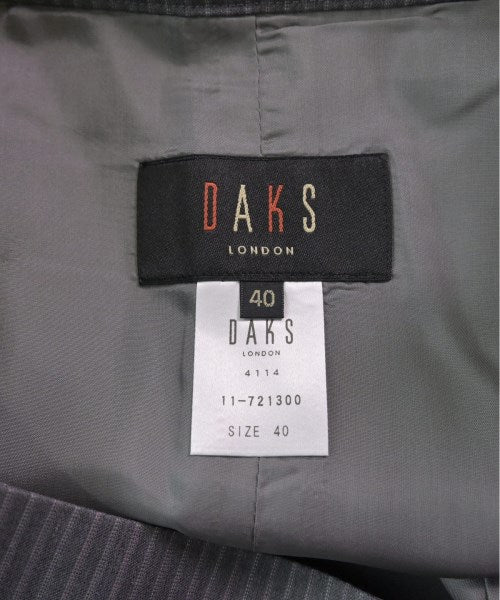 DAKS
LONDON
40
DAKS
LONDON
4114
11-721300
SIZE 40